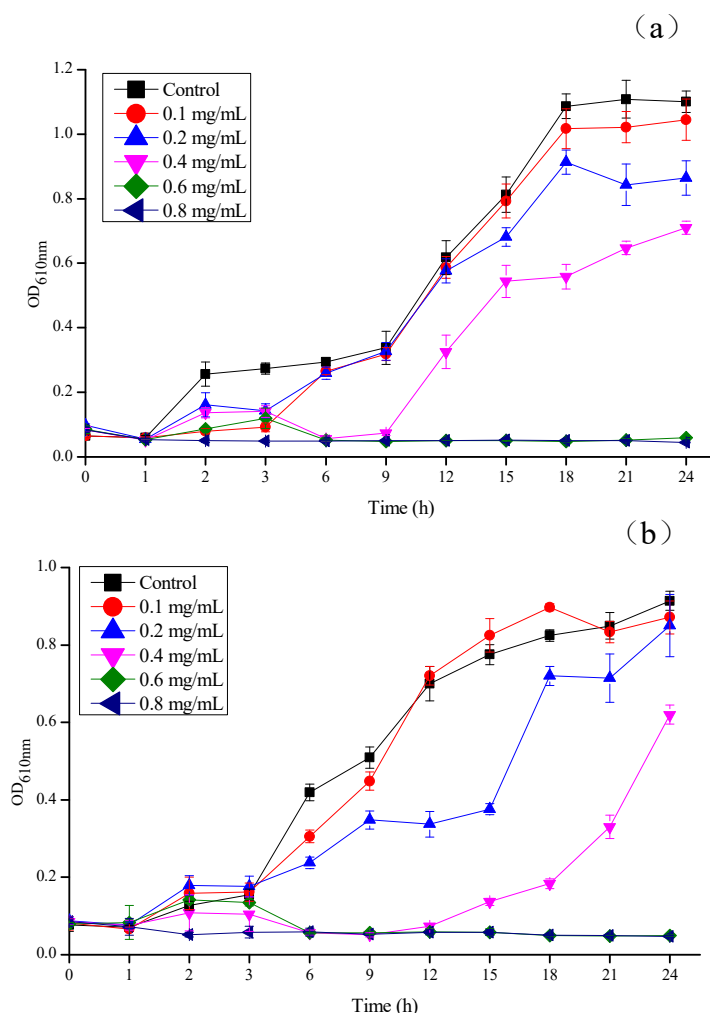 （a）
1.2
1.0
0.8
0.6
0.4
0.2
0.0
OD610nm
Control
0.1 mg/mL
0.2 mg/mL
0.4 mg/mL
0.6 mg/mL
0.8 mg/mL
0 1 2 3 6 9 12 15 18 21 24
Time (h)
（b）
1.0
0.8
0.6
0.4
0.2
0.0
OD610nm
Control
0.1 mg/mL
0.2 mg/mL
0.4 mg/mL
0.6 mg/mL
0.8 mg/mL
0 1 2 3 6 9 12 15 18 21 24
Time (h)